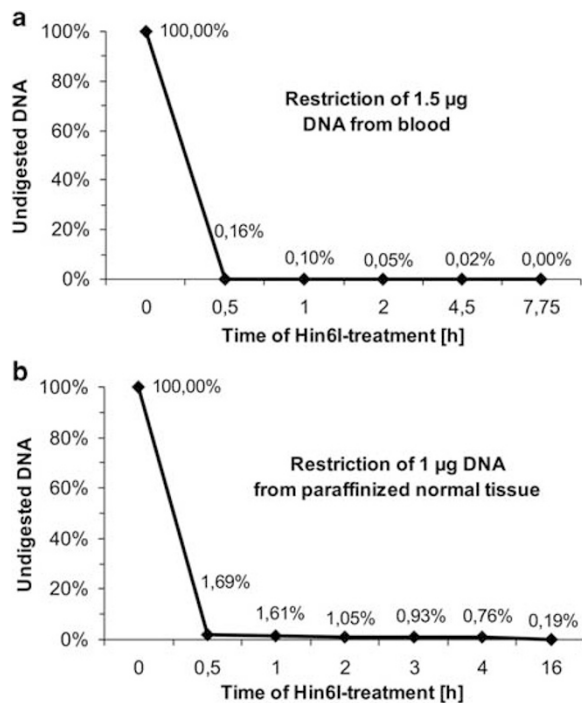 a
Undigested DNA
100%
80%
60%
40%
20%
0%
100,00%
Restriction of 1.5 µg
DNA from blood
0,16%
0,10%
0,05%
0,02%
0,00%
0 0,5 1 2 4,5 7,75
Time of Hin6I-treatment [h]
b
Undigested DNA
100%
80%
60%
40%
20%
0%
100,00%
Restriction of 1 µg DNA
from paraffinized normal tissue
1,69%
1,61%
1,05%
0,93%
0,76%
0,19%
0 0,5 1 2 3 4 16
Time of Hin6I-treatment [h]